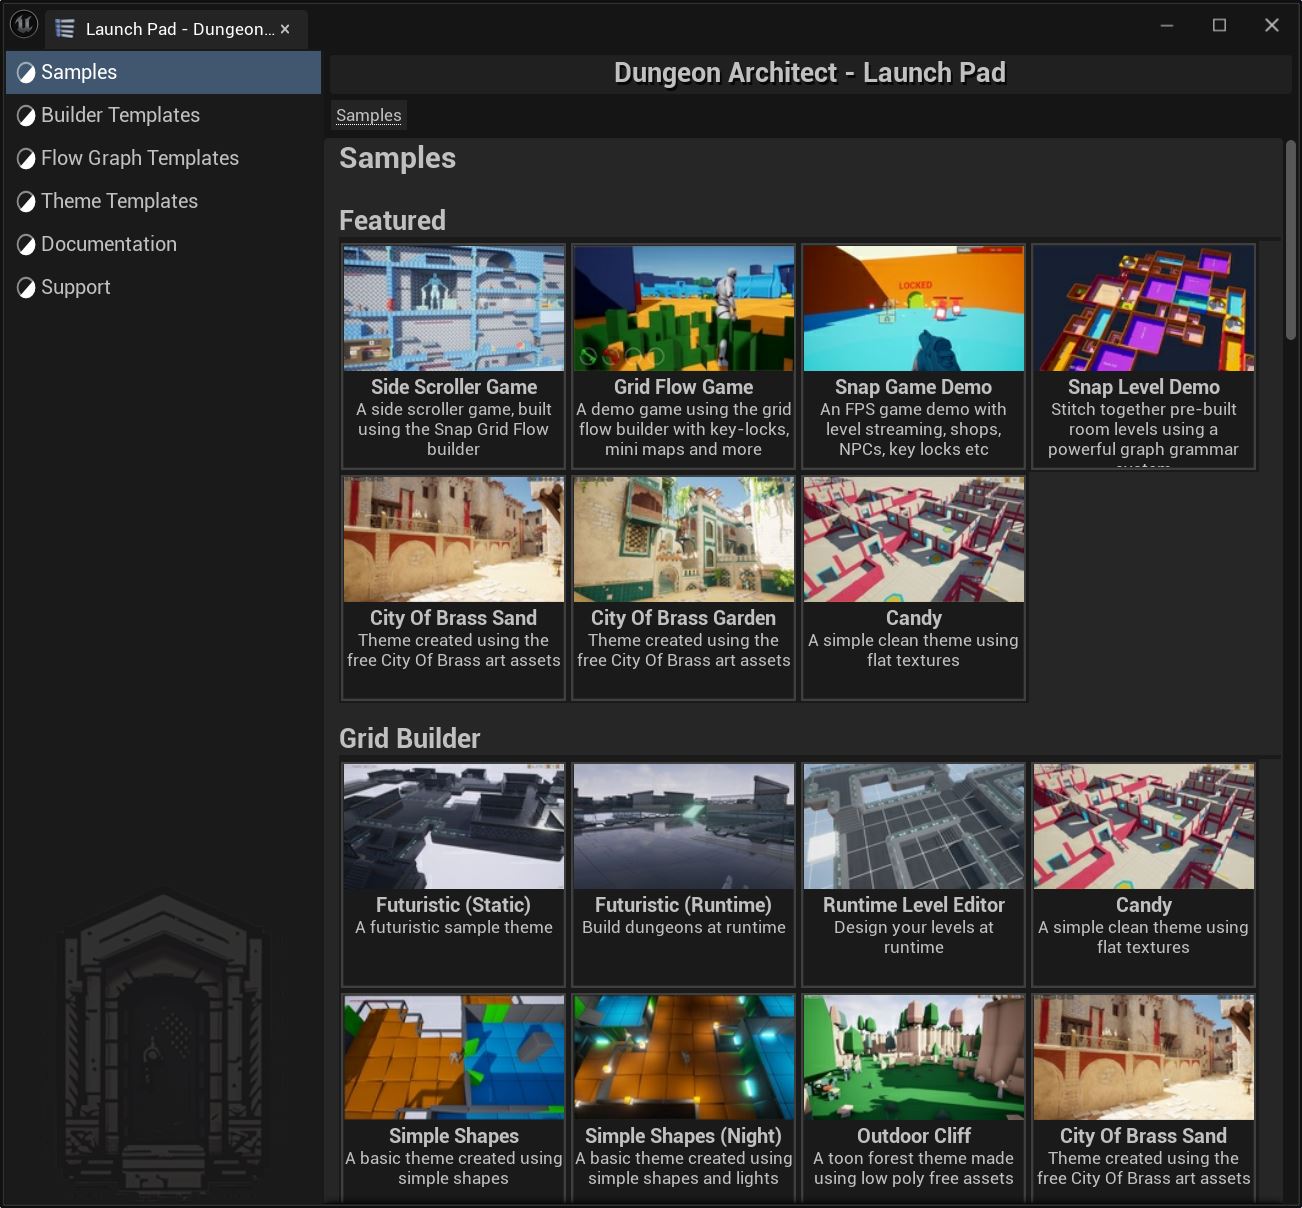 Launch Pad - Dungeon...
Samples
Builder Templates
Flow Graph Templates
Theme Templates
Documentation
Support
Dungeon Architect - Launch Pad
Samples
Samples
Featured
Side Scroller Game
A side scroller game, built
using the Snap Grid Flow
builder
Grid Flow Game
A demo game using the grid
flow builder with key-locks,
mini maps and more
LOCKED
Snap Game Demo
An FPS game demo with
level streaming, shops,
NPCs, key locks etc
Snap Level Demo
Stitch together pre-built
room levels using a
powerful graph grammar
City Of Brass Sand
Theme created using the
free City Of Brass art assets
City Of Brass Garden
Theme created using the
free City Of Brass art assets
Candy
A simple clean theme using
flat textures
Grid Builder
Futuristic (Static)
A futuristic sample theme
Futuristic (Runtime)
Build dungeons at runtime
Runtime Level Editor
Design your levels at
runtime
Candy
A simple clean theme using
flat textures
Simple Shapes
A basic theme created using
simple shapes
Simple Shapes (Night)
A basic theme created using
simple shapes and lights
Outdoor Cliff
A toon forest theme made
using low poly free assets
City Of Brass Sand
Theme created using the
free City Of Brass art assets